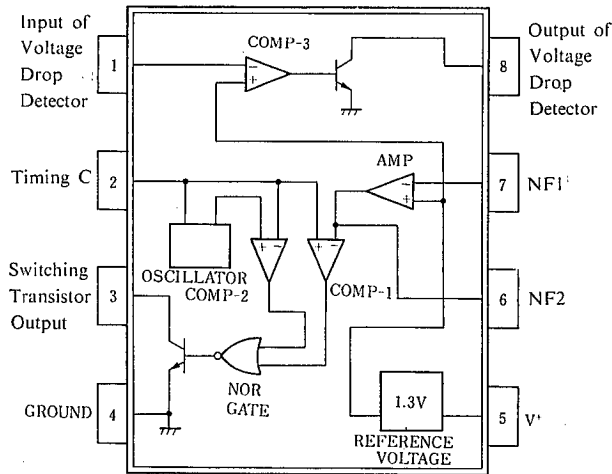 Input of
Voltage
Drop
Detector
1
COMP-3
-
+
Output of
Voltage
Drop
Detector
8
Timing C
2
AMP
-
+
7
NF1
OSCILLATOR
+ -
COMP-2
+ -
COMP-1
6
NF2
Switching
Transistor
Output
3
NOR
GATE
GROUND
4
1.3V
REFERENCE
VOLTAGE
5
V+